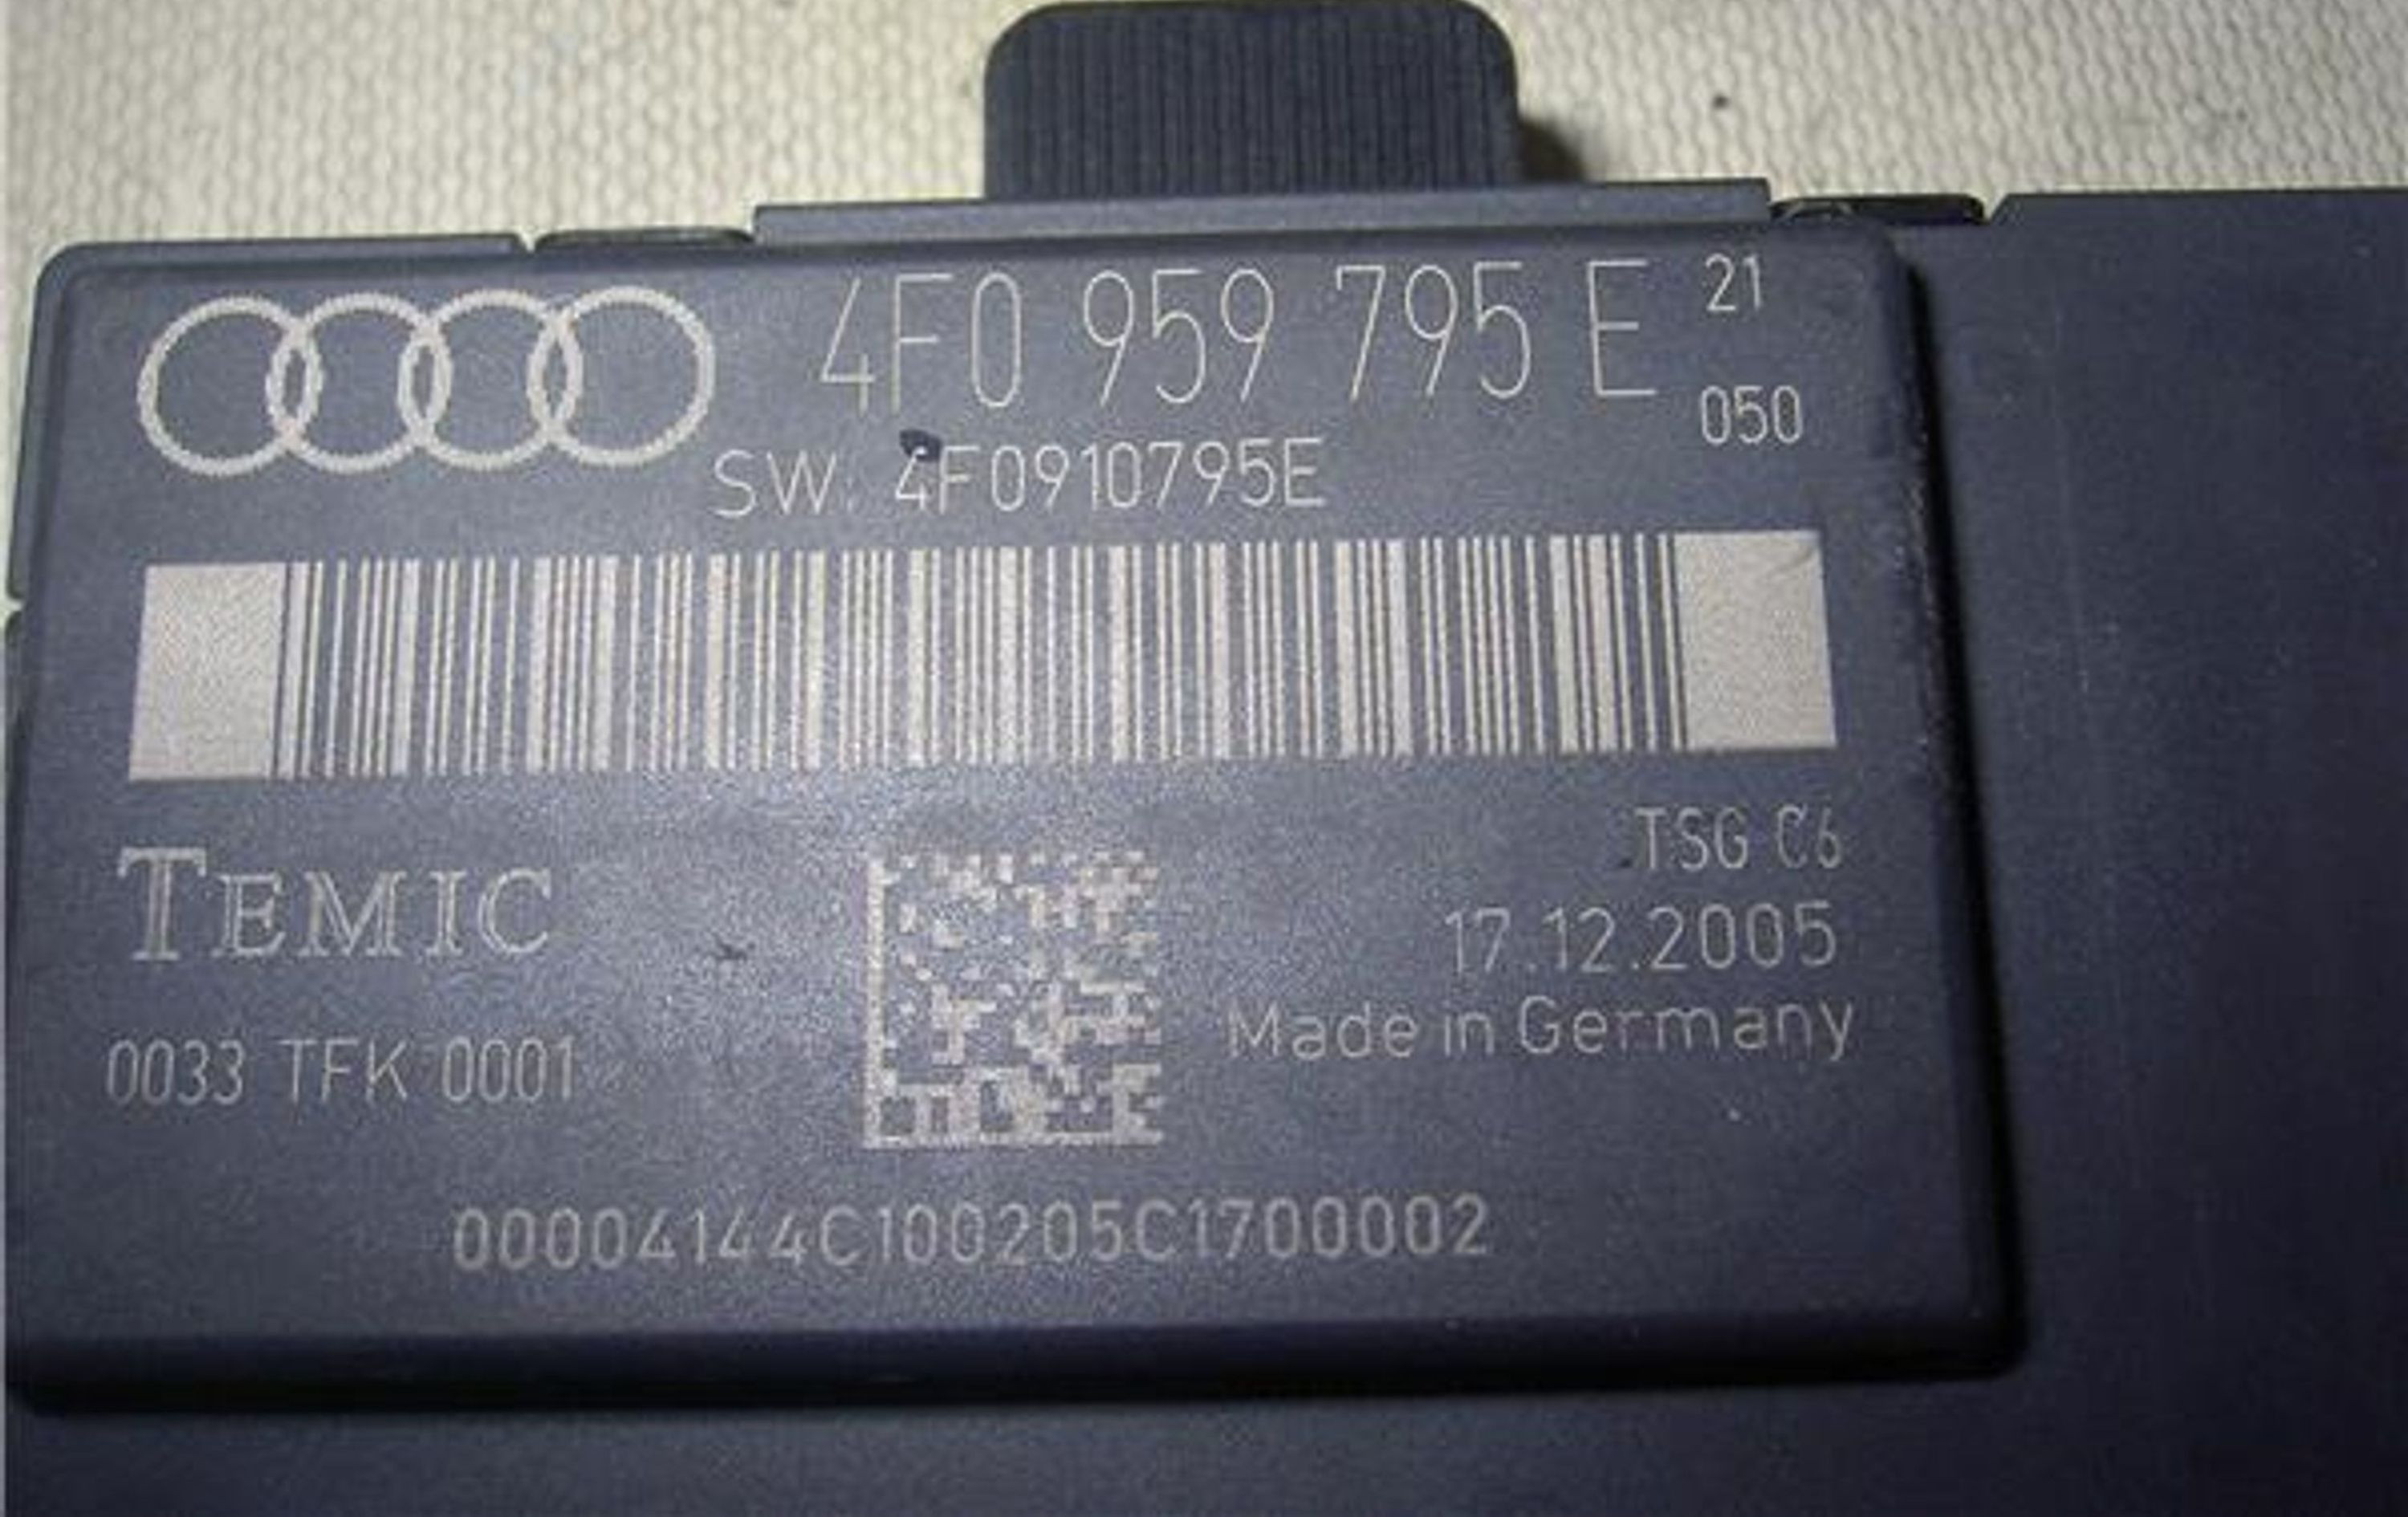 4F0 959 795 E 21
050
SW: 4F0910795E
TEMIC
TSG C6
17.12.2005
Made in Germany
0033 TFK 0001
00004144C100205C1700002